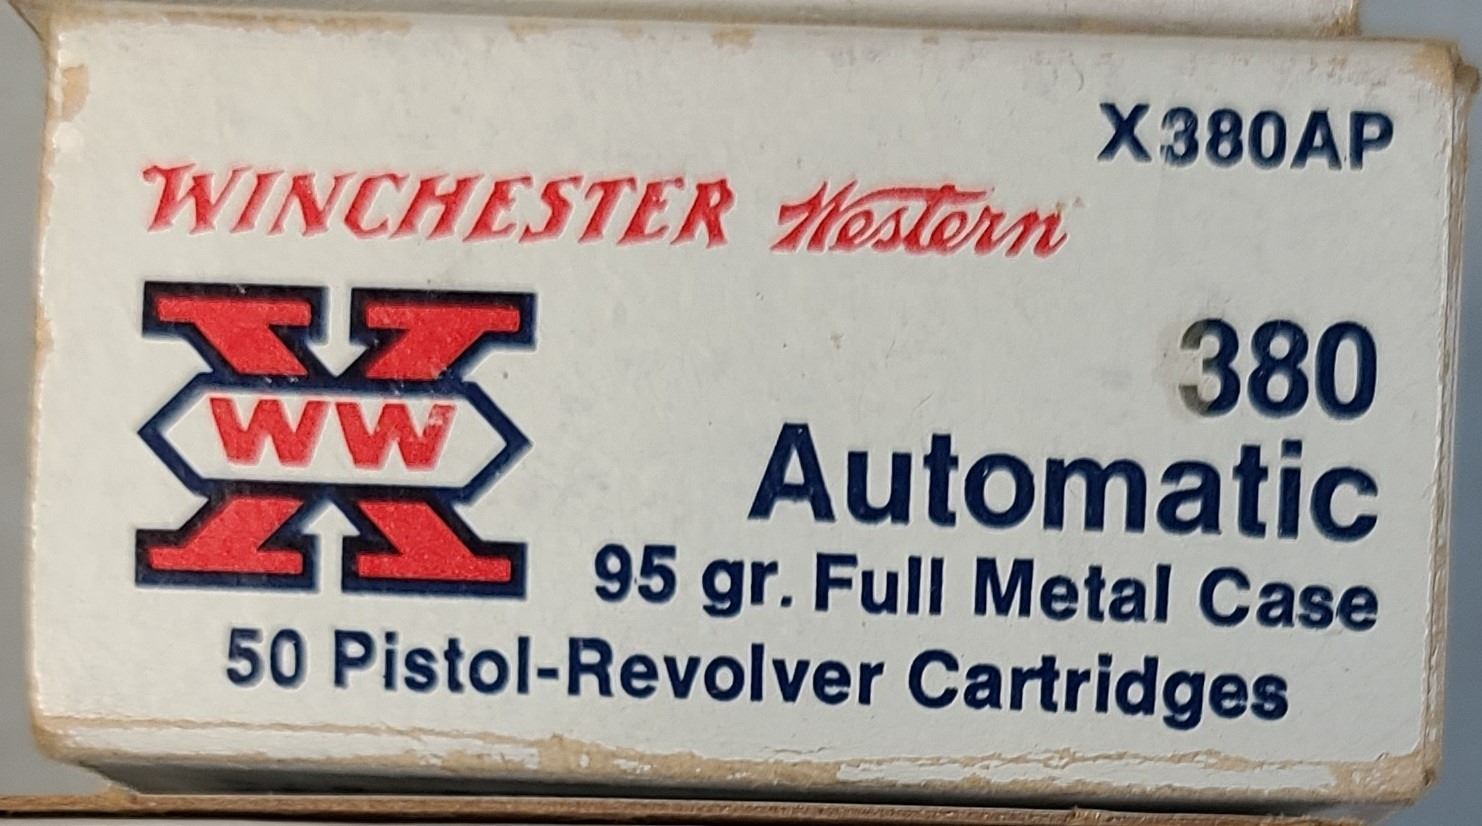 X380AP
WINCHESTER Western
WW
380
Automatic
95 gr. Full Metal Case
50 Pistol-Revolver Cartridges